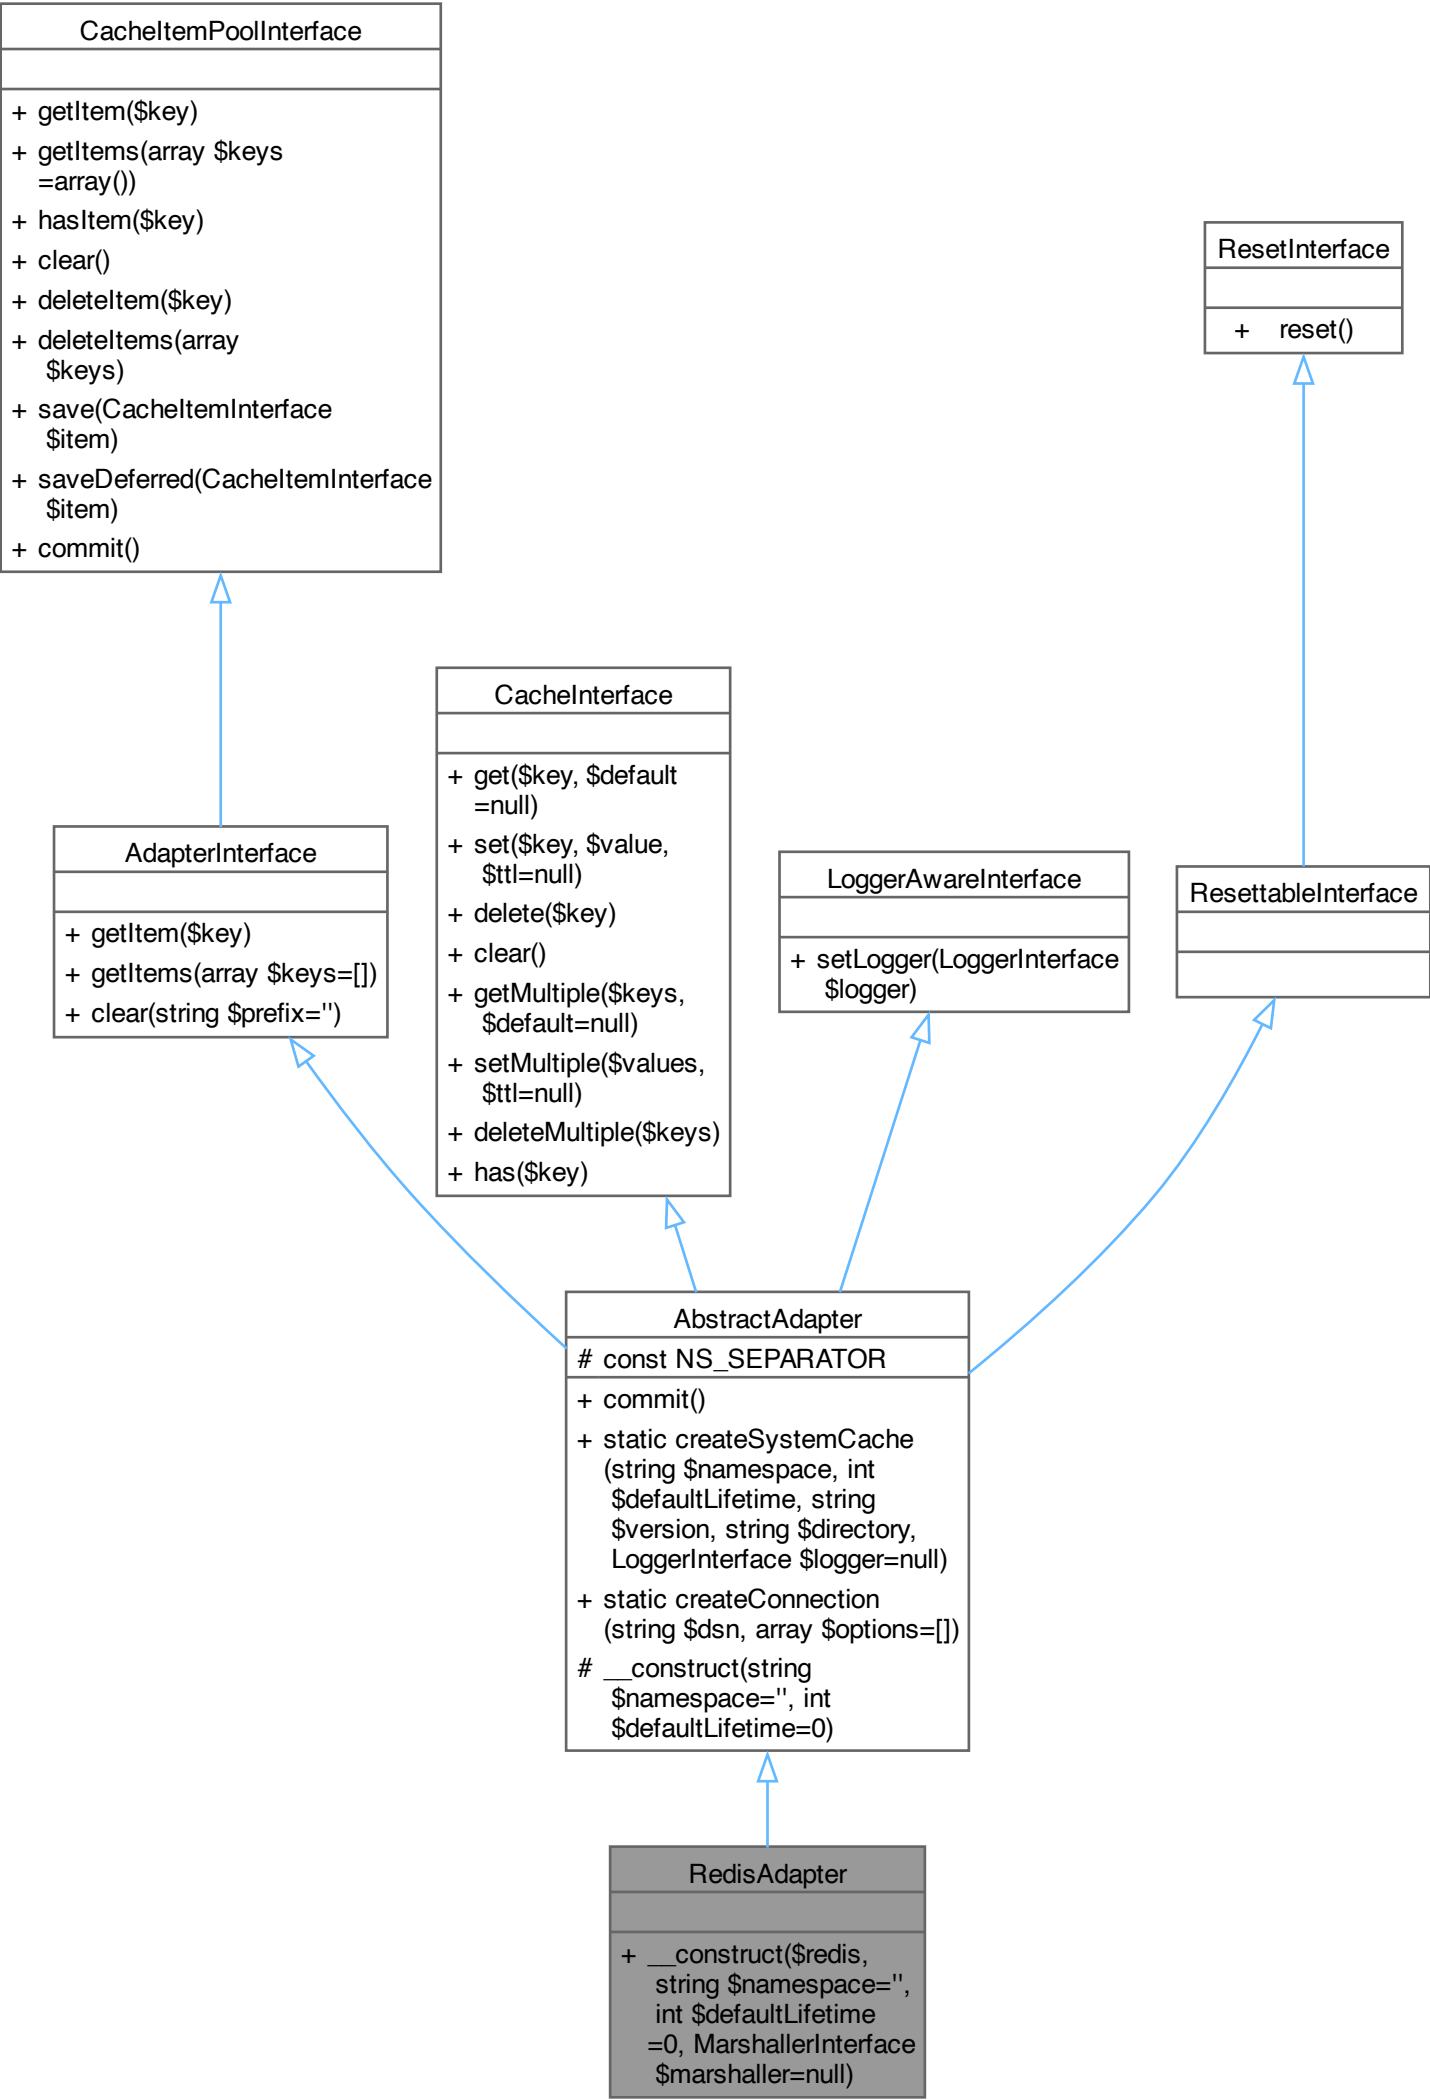 CacheItemPoolInterface
+ getItem($key)
+ getItems(array $keys
=array())
+ hasItem($key)
+ clear()
+ deleteItem($key)
+ deleteItems(array
$keys)
+ save(CacheItemInterface
$item)
+ saveDeferred(CacheItemInterface
$item)
+ commit()
ResetInterface
+ reset()
CacheInterface
+ get($key, $default
=null)
+ set($key, $value,
$ttl=null)
+ delete($key)
+ clear()
+ getMultiple($keys,
$default=null)
+ setMultiple($values,
$ttl=null)
+ deleteMultiple($keys)
+ has($key)
AdapterInterface
+ getItem($key)
+ getItems(array $keys=[])
+ clear(string $prefix='')
LoggerAwareInterface
+ setLogger(LoggerInterface
$logger)
ResettableInterface
AbstractAdapter
# const NS_SEPARATOR
+ commit()
+ static createSystemCache
(string $namespace, int
$defaultLifetime, string
$version, string $directory,
LoggerInterface $logger=null)
+ static createConnection
(string $dsn, array $options=[])
# __construct(string
$namespace='', int
$defaultLifetime=0)
RedisAdapter
+ __construct($redis,
string $namespace='',
int $defaultLifetime
=0, MarshallerInterface
$marshaller=null)